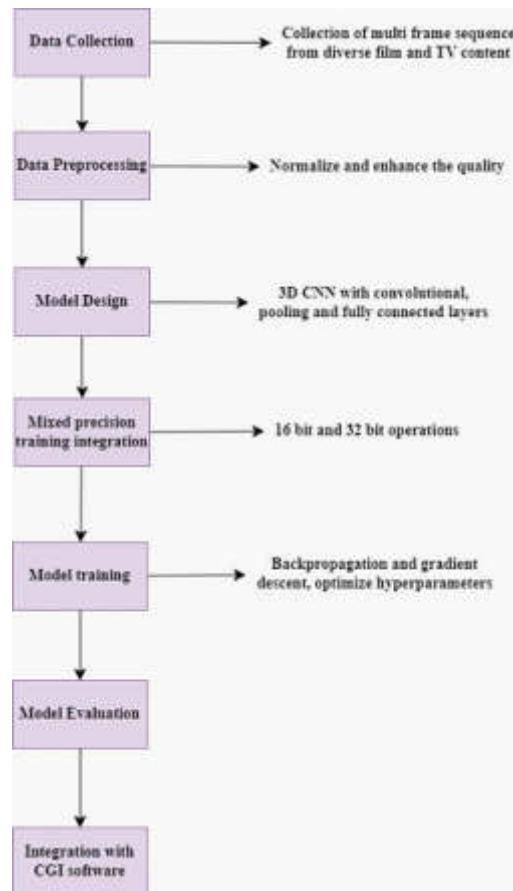 Data Collection
Collection of multi frame sequence
from diverse film and TV content
Data Preprocessing
Normalize and enhance the quality
Model Design
3D CNN with convolutional,
pooling and fully connected layers
Mixed precision
training integration
16 bit and 32 bit operations
Model training
Backpropagation and gradient
descent, optimize hyperparameters
Model Evaluation
Integration with
CGI software